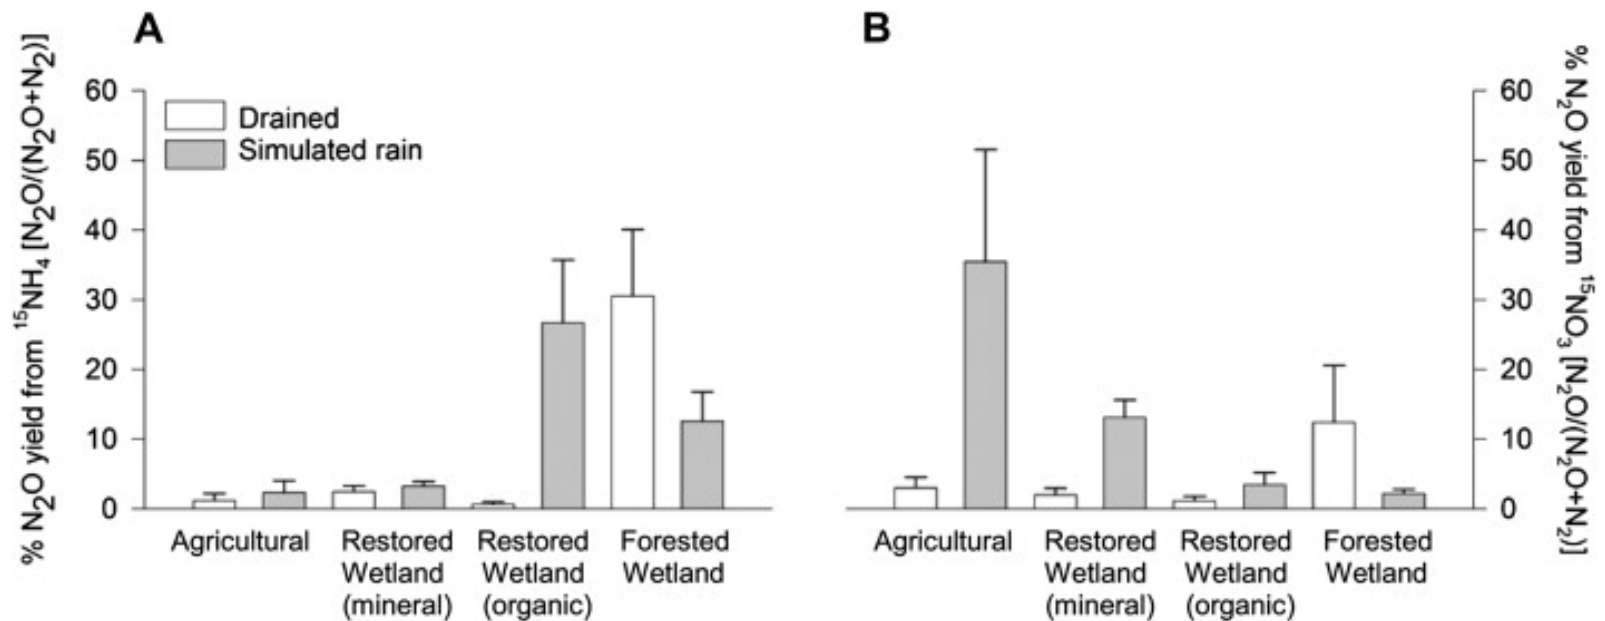 A
B
% N₂O yield from ¹⁵NH₄ [N₂O/(N₂O+N₂)]
60
50
40
30
20
10
0
Drained
Simulated rain
Agricultural
Restored
Wetland
(mineral)
Restored
Wetland
(organic)
Forested
Wetland
Agricultural
Restored
Wetland
(mineral)
Restored
Wetland
(organic)
Forested
Wetland
60
50
40
30
20
10
0
% N₂O yield from ¹⁵NO₃ [N₂O/(N₂O+N₂)]